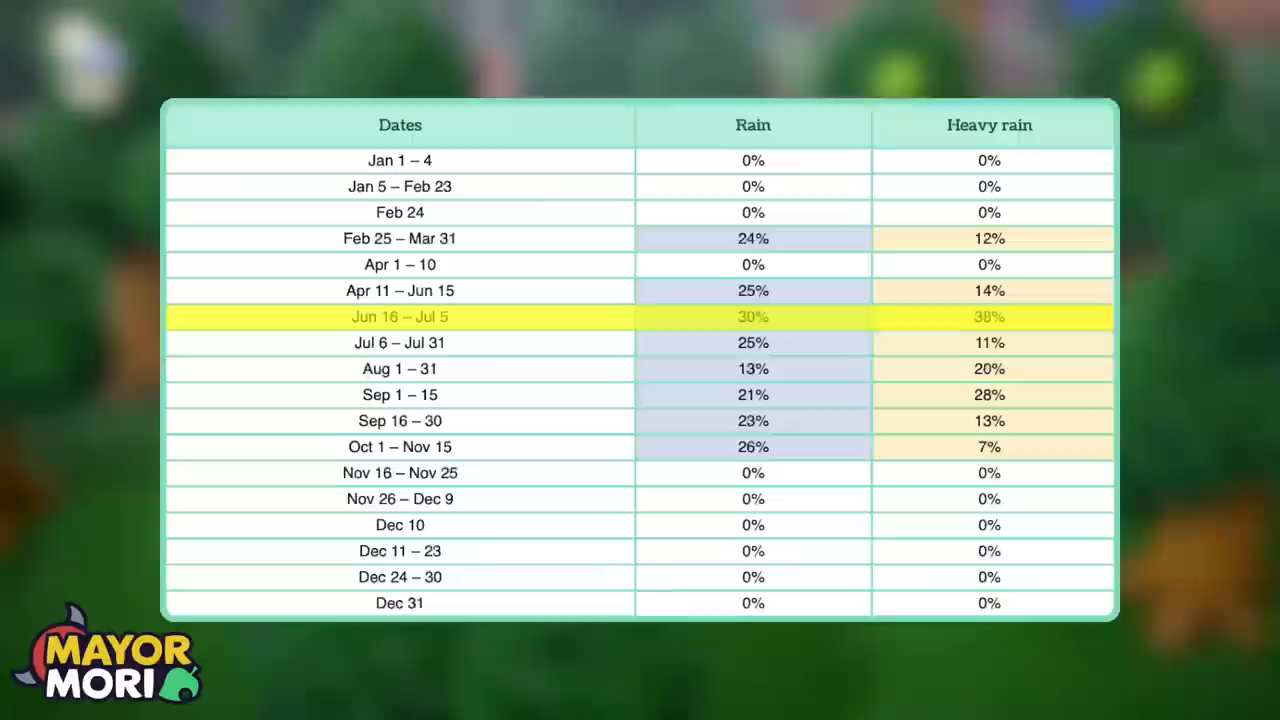 Dates Rain Heavy rain
Jan 1 – 4 0% 0%
Jan 5 – Feb 23 0% 0%
Feb 24 0% 0%
Feb 25 – Mar 31 24% 12%
Apr 1 – 10 0% 0%
Apr 11 – Jun 15 25% 14%
Jun 16 – Jul 5 30% 38%
Jul 6 – Jul 31 25% 11%
Aug 1 – 31 13% 20%
Sep 1 – 15 21% 28%
Sep 16 – 30 23% 13%
Oct 1 – Nov 15 26% 7%
Nov 16 – Nov 25 0% 0%
Nov 26 – Dec 9 0% 0%
Dec 10 0% 0%
Dec 11 – 23 0% 0%
Dec 24 – 30 0% 0%
Dec 31 0% 0%
MAYOR
MORI